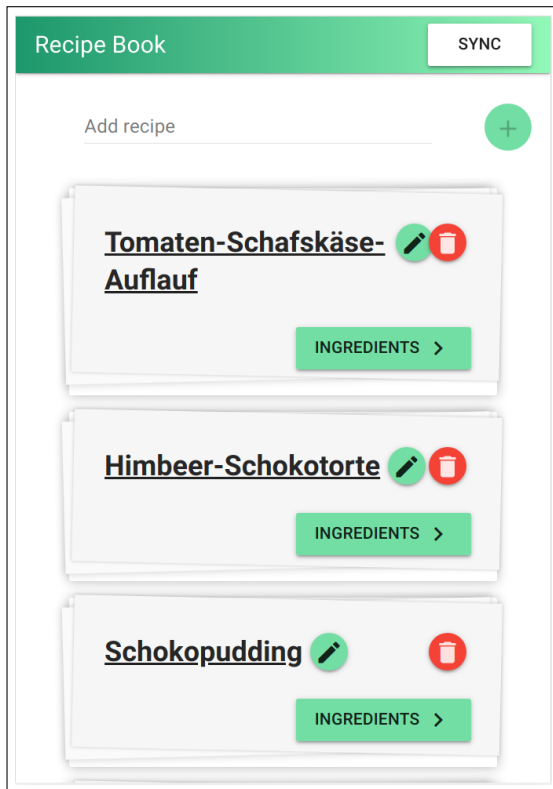 Recipe Book
SYNC
Add recipe
Tomaten-Schafskäse-
Auflauf
INGREDIENTS
Himbeer-Schokotorte
INGREDIENTS
Schokopudding
INGREDIENTS